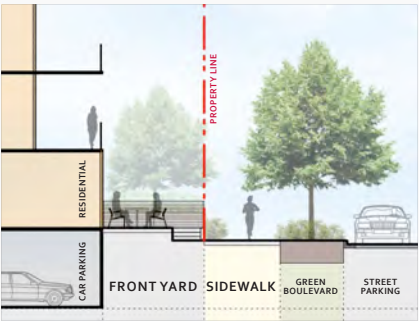 PROPERTY LINE
RESIDENTIAL
CAR PARKING
FRONT YARD
SIDEWALK
GREEN
BOULEVARD
STREET
PARKING